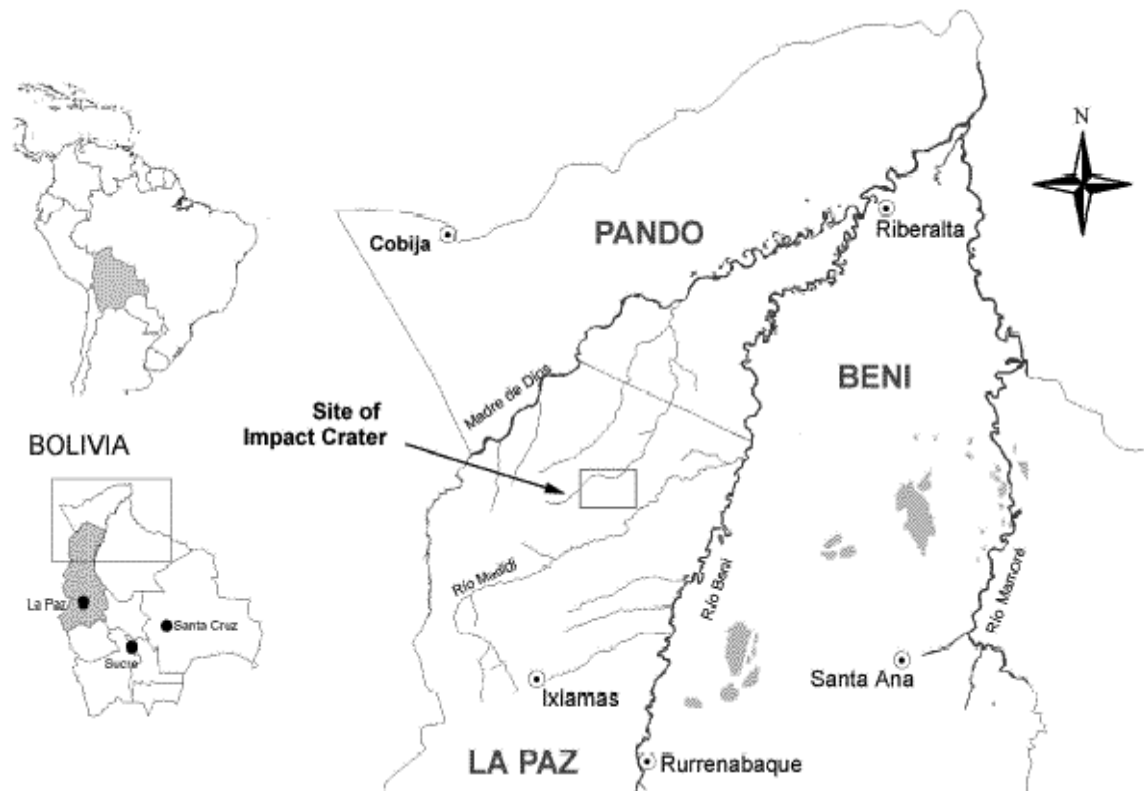 N
Cobija
PANDO
Riberalta
BENI
Madre de Dios
Site of
Impact Crater
BOLIVIA
La Paz
Santa Cruz
Sucre
Río Madidi
Río Beni
Río Mamoré
Santa Ana
Ixiamas
LA PAZ
Rurrenabaque